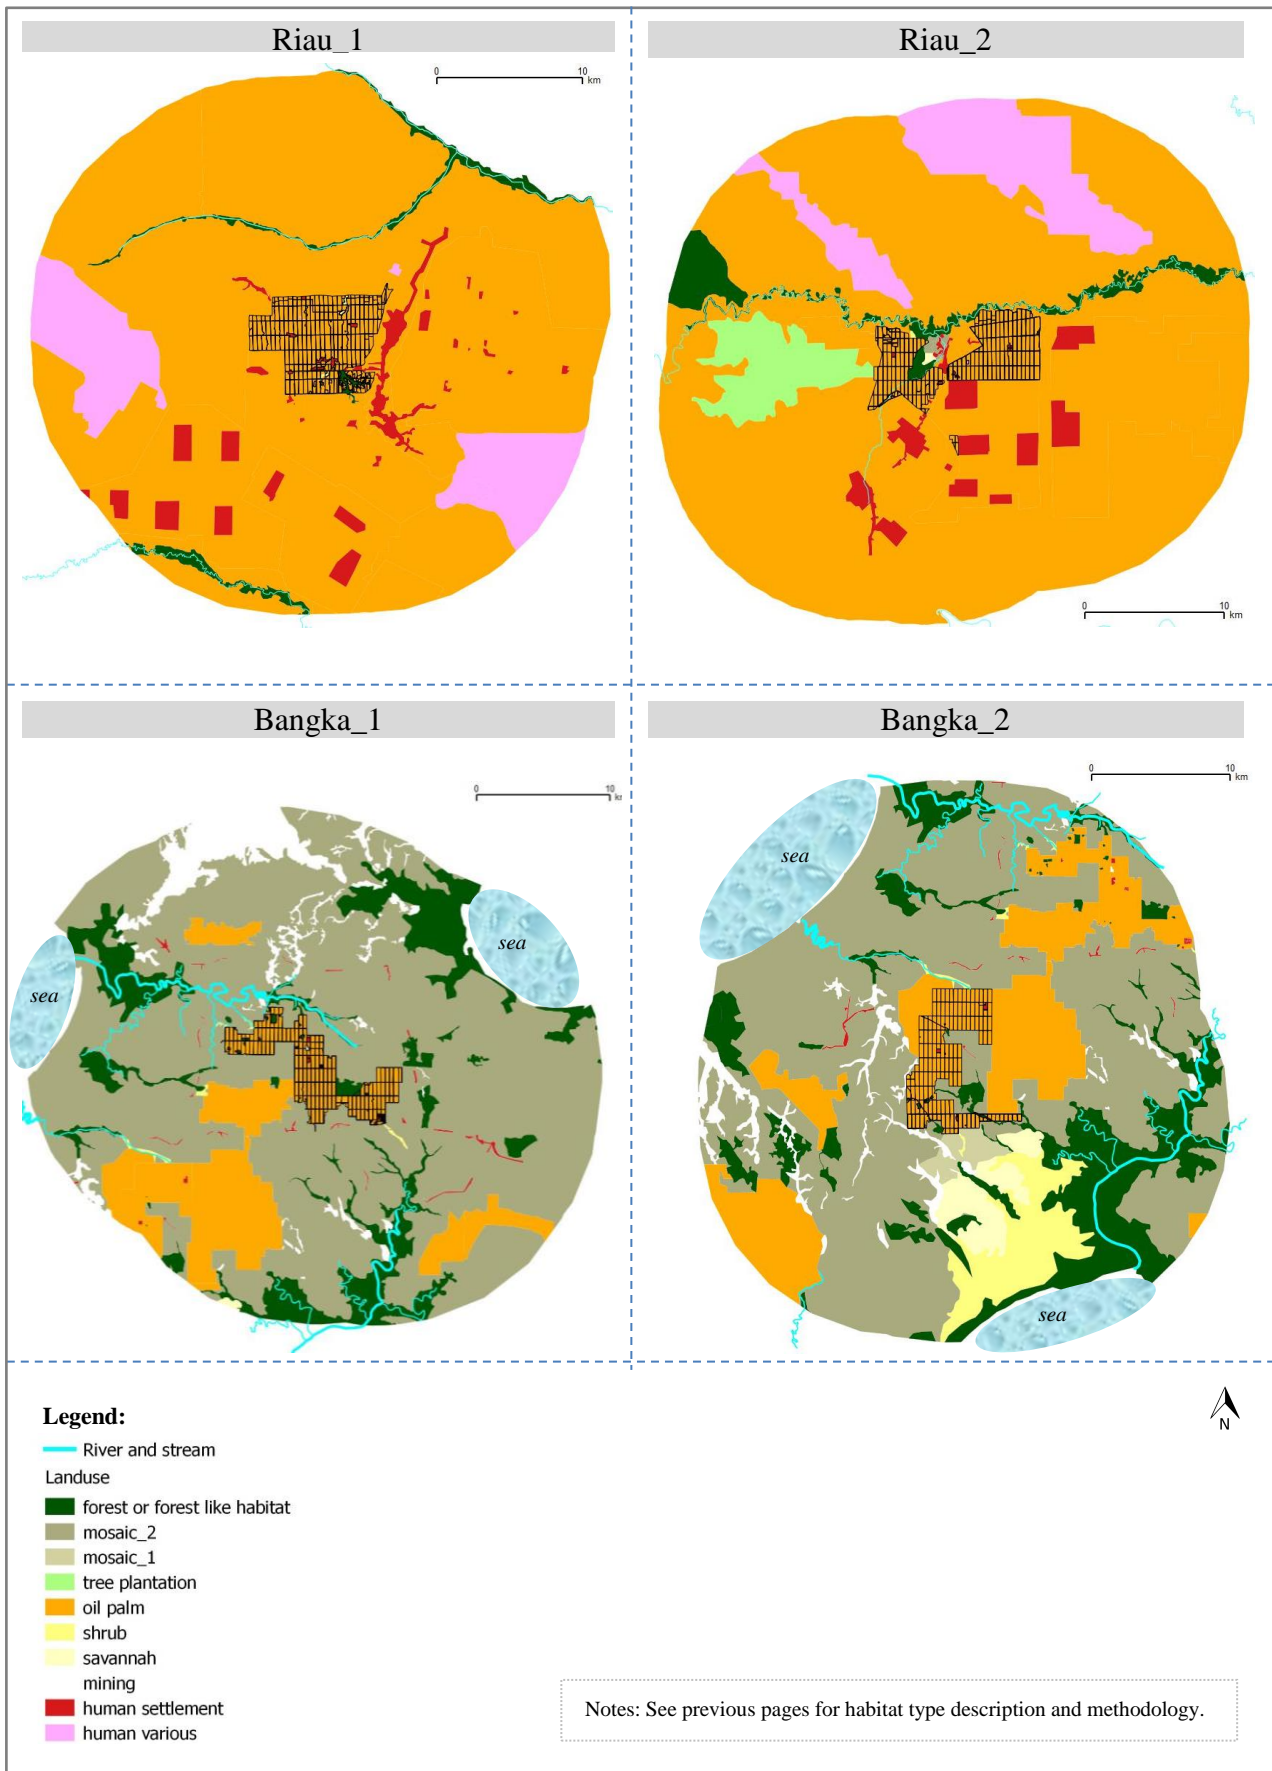 Riau_1
Riau_2
0 10
km
0 10
km
Bangka_1
Bangka_2
0 10
0 10
km
sea
sea
sea
sea
Legend:
River and stream
Landuse
forest or forest like habitat
mosaic_2
mosaic_1
tree plantation
oil palm
shrub
savannah
mining
human settlement
human various
N
Notes: See previous pages for habitat type description and methodology.